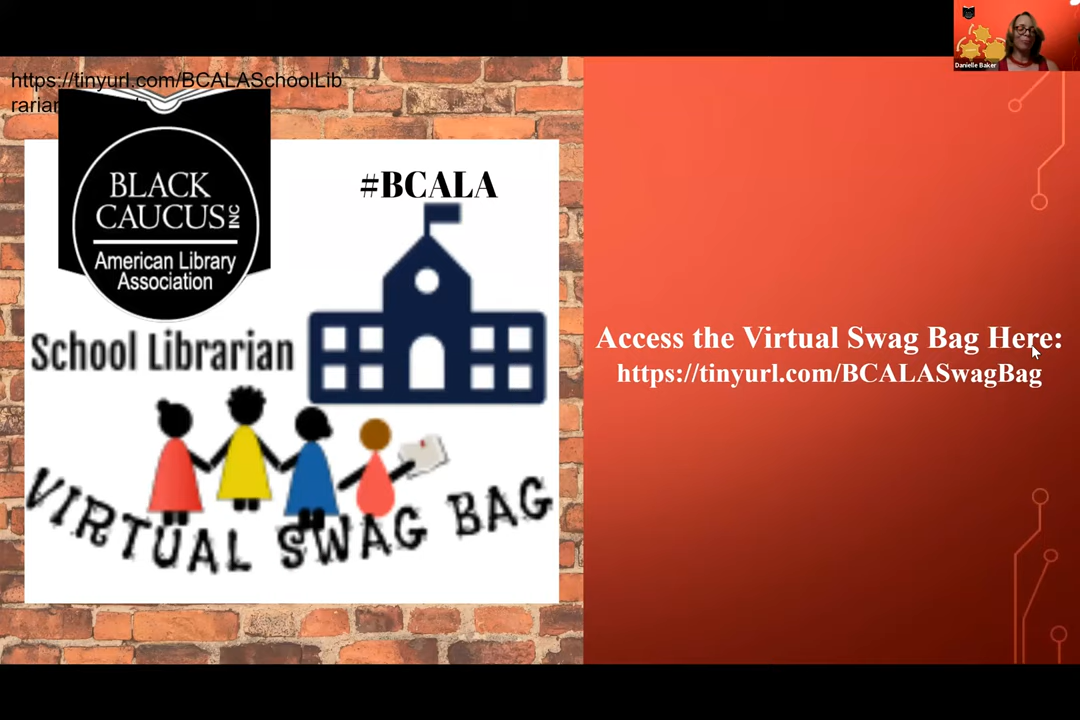 https://tinyurl.com/BCALASchoolLib
BLACK
CAUCUS INC
American Library
Association
#BCALA
School Librarian
VIRTUAL SWAG BAG
Access the Virtual Swag Bag Here:
https://tinyurl.com/BCALASwagBag
Danielle Baker